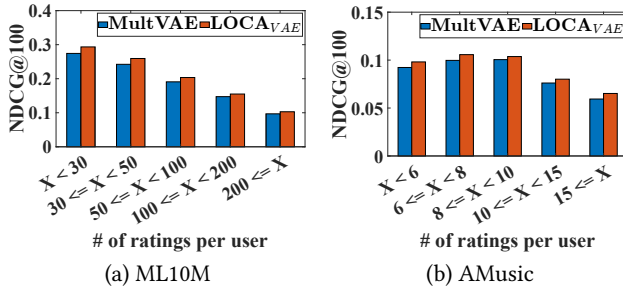 NDCG@100
0.4
0.3
0.2
0.1
0
MultVAE LOCA_VAE
X < 30
30 <= X < 50
50 <= X < 100
100 <= X < 200
200 <= X
# of ratings per user
(a) ML10M
NDCG@100
0.15
0.1
0.05
0
MultVAE LOCA_VAE
X < 6
6 <= X < 8
8 <= X < 10
10 <= X < 15
15 <= X
# of ratings per user
(b) AMusic